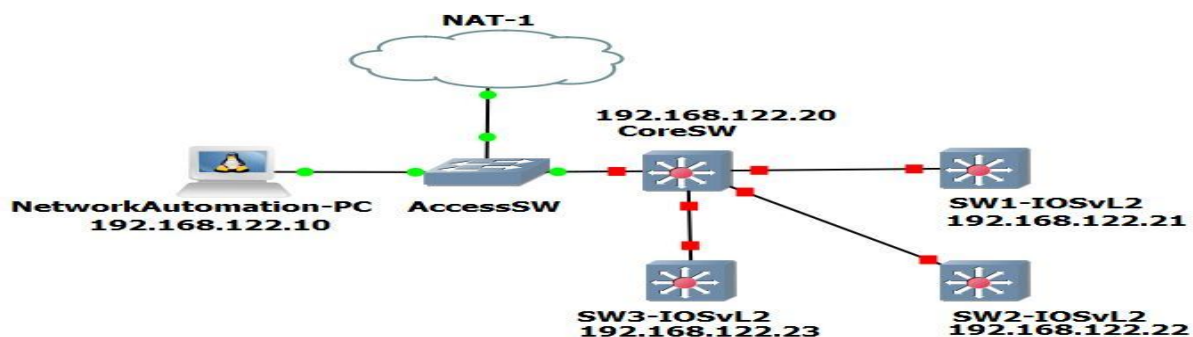 NAT-1
192.168.122.20
CoreSW
NetworkAutomation-PC
192.168.122.10
AccessSW
SW1-IOSvL2
192.168.122.21
SW3-IOSvL2
192.168.122.23
SW2-IOSvL2
192.168.122.22